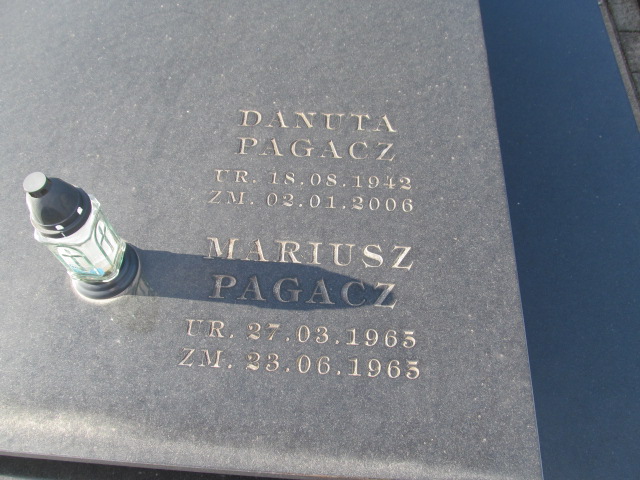 DANUTA
PAGACZ
UR. 18.08.1942
ZM. 02.01.2006
MARIUSZ
PAGACZ
UR. 27.03.1965
ZM. 23.06.1965